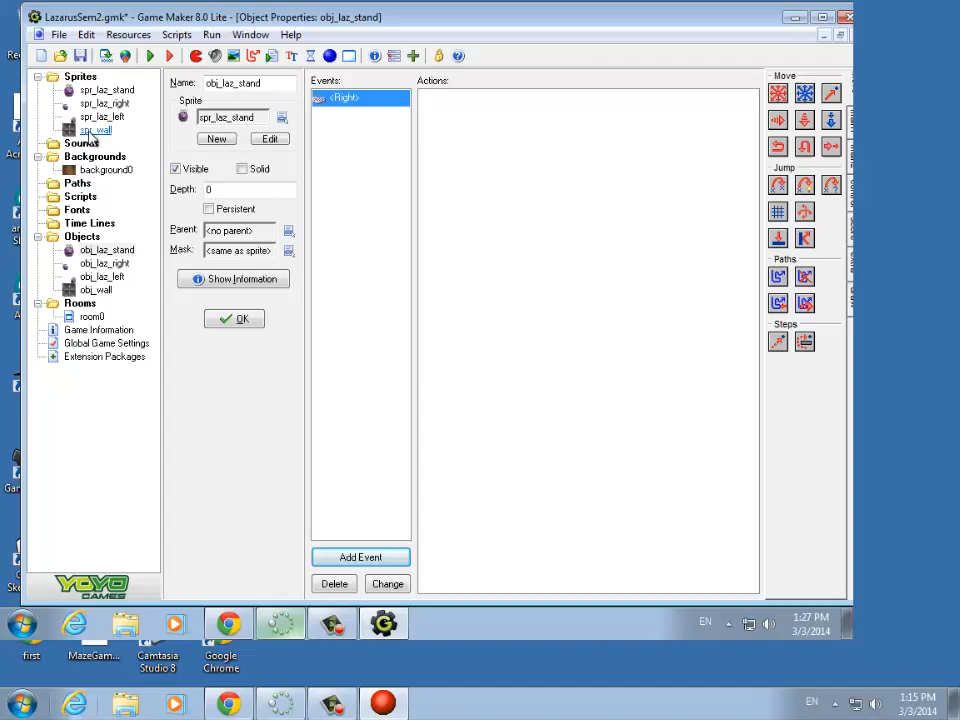 LazarusSem2.gmk* - Game Maker 8.0 Lite - [Object Properties: obj_laz_stand]
File Edit Resources Scripts Run Window Help
Sprites
spr_laz_stand
spr_laz_right
spr_laz_left
spr_wall
Sounds
Backgrounds
background0
Paths
Scripts
Fonts
Time Lines
Objects
obj_laz_stand
obj_laz_right
obj_laz_left
obj_wall
Rooms
room0
Game Information
Global Game Settings
Extension Packages
YOYO
GAMES
Name: obj_laz_stand
Sprite
spr_laz_stand
New Edit
Visible Solid
Depth: 0
Persistent
Parent: <no parent>
Mask: <same as sprite>
Show Information
OK
Events:
<Right>
Add Event
Delete Change
Actions:
Move
Jump
Paths
Steps
EN 1:27 PM
3/3/2014
first MazeGam... Camtasia
Studio 8 Google
Chrome
EN 1:15 PM
3/3/2014